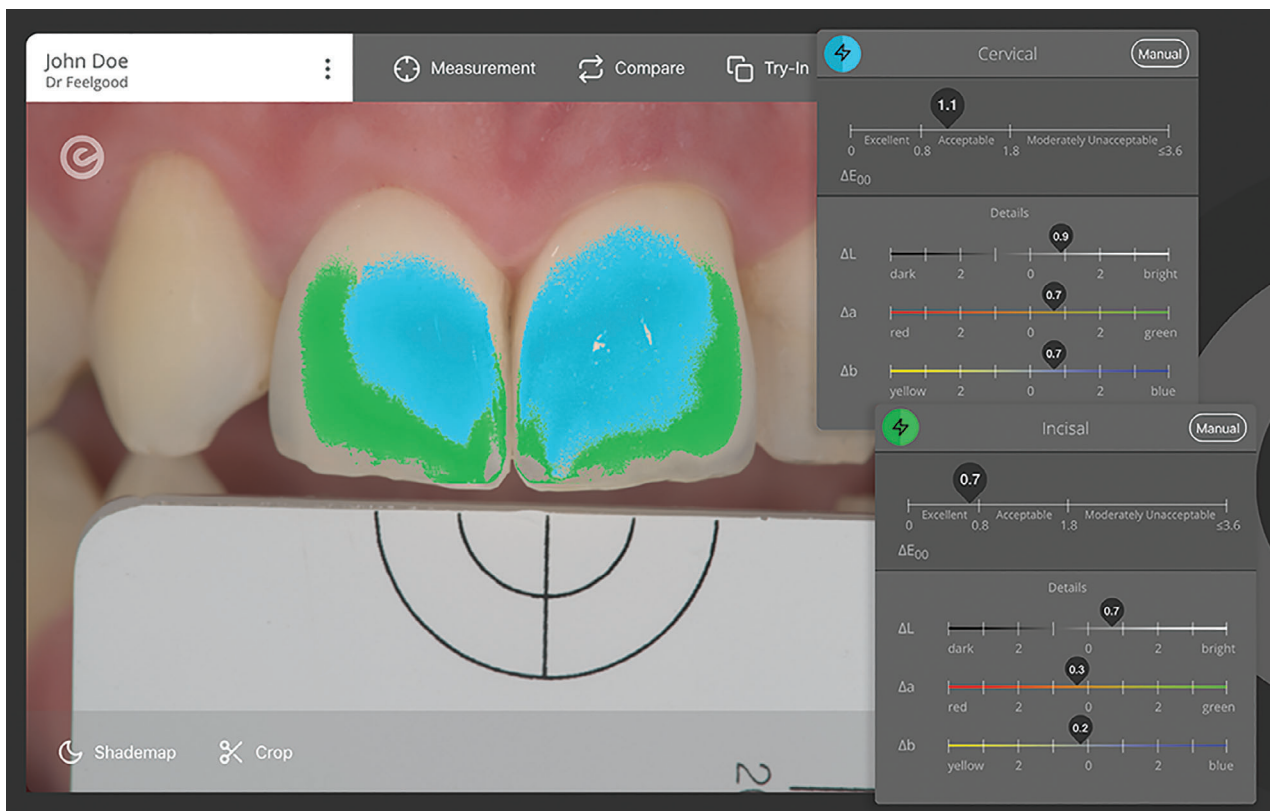 John Doe
Dr Feelgood
Measurement
Compare
Try-In
Cervical
Manual
1.1
Excellent Acceptable Moderately Unacceptable
0 0.8 1.8 ≤3.6
ΔE00
Details
0.9
ΔL
dark 2 0 2 bright
0.7
Δa
red 2 0 2 green
0.7
Δb
yellow 2 0 2 blue
Incisal
Manual
0.7
Excellent Acceptable Moderately Unacceptable
0 0.8 1.8 ≤3.6
ΔE00
Details
0.7
ΔL
dark 2 0 2 bright
0.3
Δa
red 2 0 2 green
0.2
Δb
yellow 2 0 2 blue
Shademap
Crop